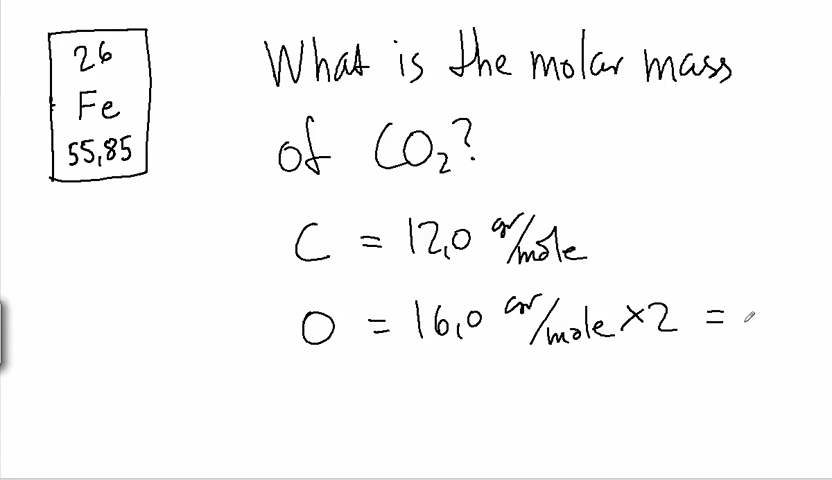 26
Fe
55,85
What is the molar mass
of CO₂?
C = 12,0 gr/mole
O = 16,0 gr/mole × 2 =